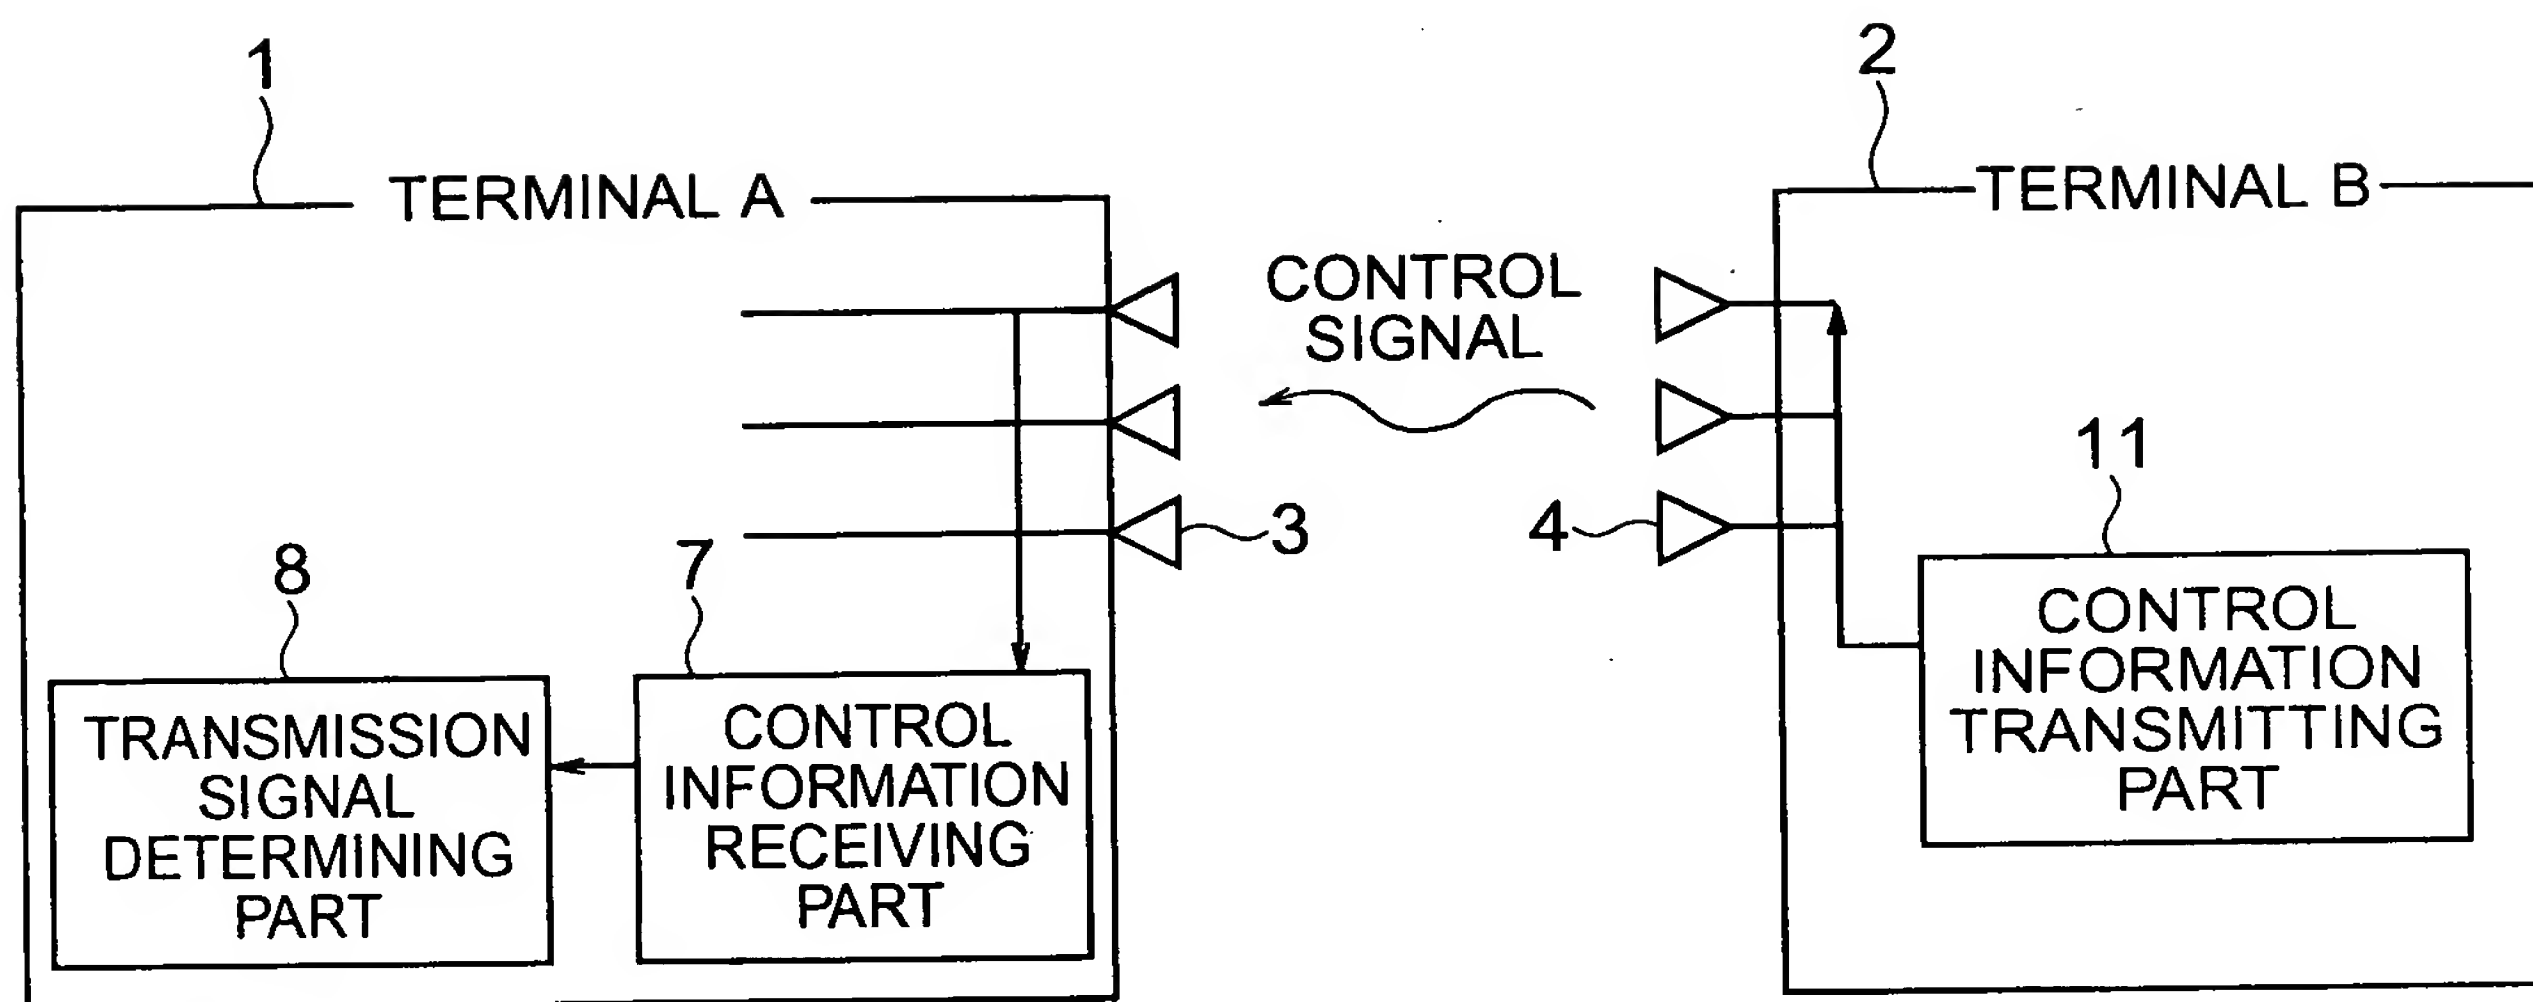 1
2
TERMINAL A
TERMINAL B
CONTROL
SIGNAL
3
4
11
8
7
TRANSMISSION
SIGNAL
DETERMINING
PART
CONTROL
INFORMATION
RECEIVING
PART
CONTROL
INFORMATION
TRANSMITTING
PART